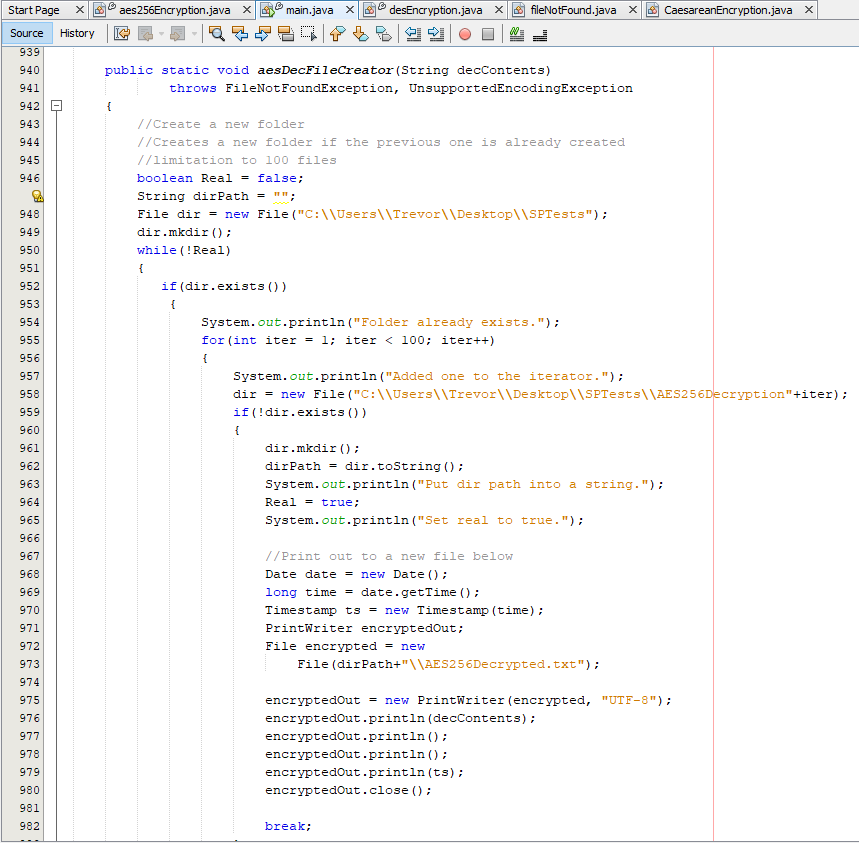 Start Page aes256Encryption.java main.java desEncryption.java fileNotFound.java CaesareanEncryption.java
Source History
939
940 public static void aesDecFileCreator(String decContents)
941 throws FileNotFoundException, UnsupportedEncodingException
942 {
943 //Create a new folder
944 //Creates a new folder if the previous one is already created
945 //limitation to 100 files
946 boolean Real = false;
String dirPath = "";
948 File dir = new File("C:\\Users\\Trevor\\Desktop\\SPTests");
949 dir.mkdir();
950 while(!Real)
951 {
952 if(dir.exists())
953 {
954 System.out.println("Folder already exists.");
955 for(int iter = 1; iter < 100; iter++)
956 {
957 System.out.println("Added one to the iterator.");
958 dir = new File("C:\\Users\\Trevor\\Desktop\\SPTests\\AES256Decryption"+iter);
959 if(!dir.exists())
960 {
961 dir.mkdir();
962 dirPath = dir.toString();
963 System.out.println("Put dir path into a string.");
964 Real = true;
965 System.out.println("Set real to true.");
966
967 //Print out to a new file below
968 Date date = new Date();
969 long time = date.getTime();
970 Timestamp ts = new Timestamp(time);
971 PrintWriter encryptedOut;
972 File encrypted = new
973 File(dirPath+"\\AES256Decrypted.txt");
974
975 encryptedOut = new PrintWriter(encrypted, "UTF-8");
976 encryptedOut.println(decContents);
977 encryptedOut.println();
978 encryptedOut.println();
979 encryptedOut.println(ts);
980 encryptedOut.close();
981
982 break;